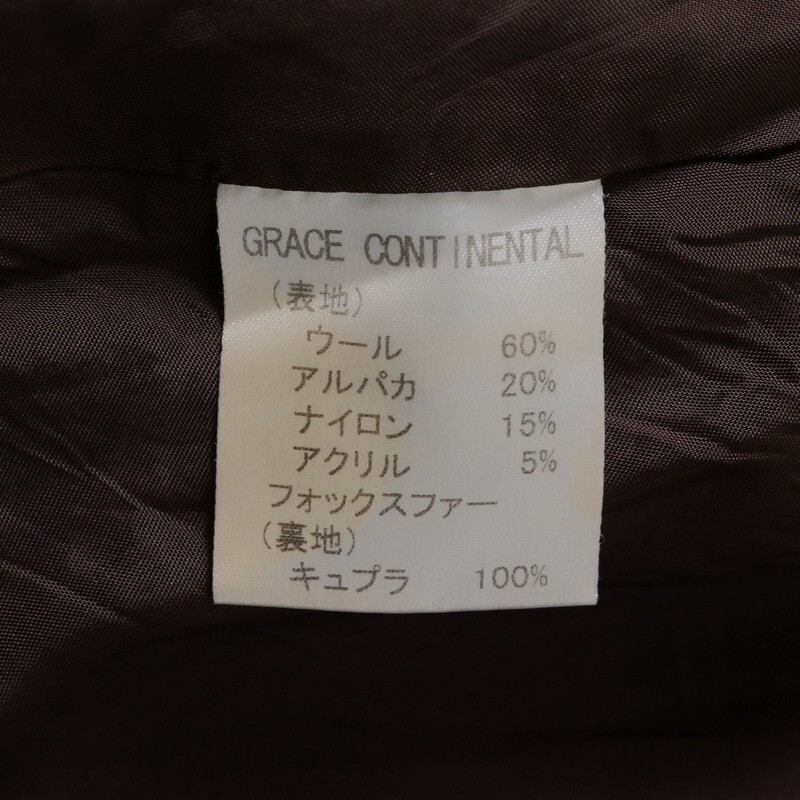 GRACE CONTINENTAL
(表地)
ウール 60%
アルパカ 20%
ナイロン 15%
アクリル 5%
フォックスファー
(裏地)
キュプラ 100%